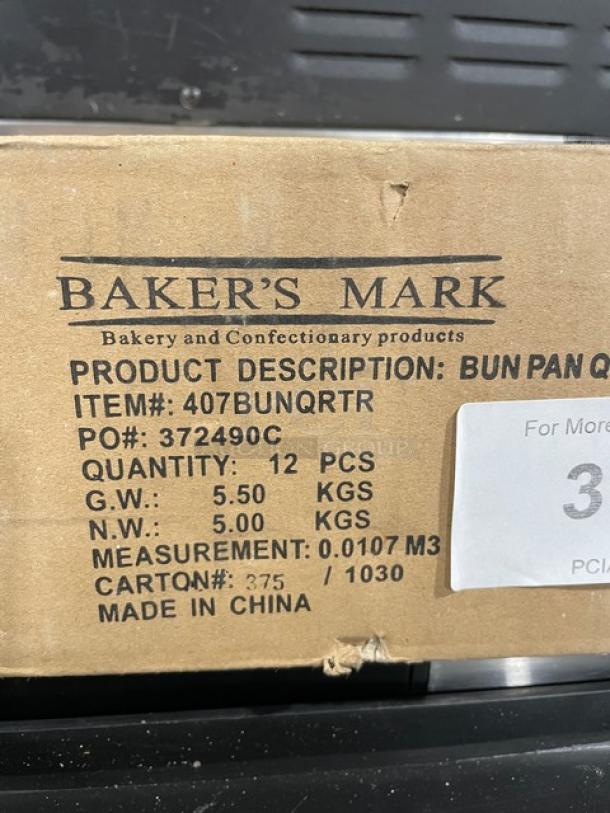 BAKER'S MARK
Bakery and Confectionary products
PRODUCT DESCRIPTION: BUN PAN Q
ITEM#: 407BUNQRTR
PO#: 372490C
QUANTITY: 12 PCS
G.W.: 5.50 KGS
N.W.: 5.00 KGS
MEASUREMENT: 0.0107 M3
CARTON#: 375 / 1030
MADE IN CHINA
For More
3
PCI